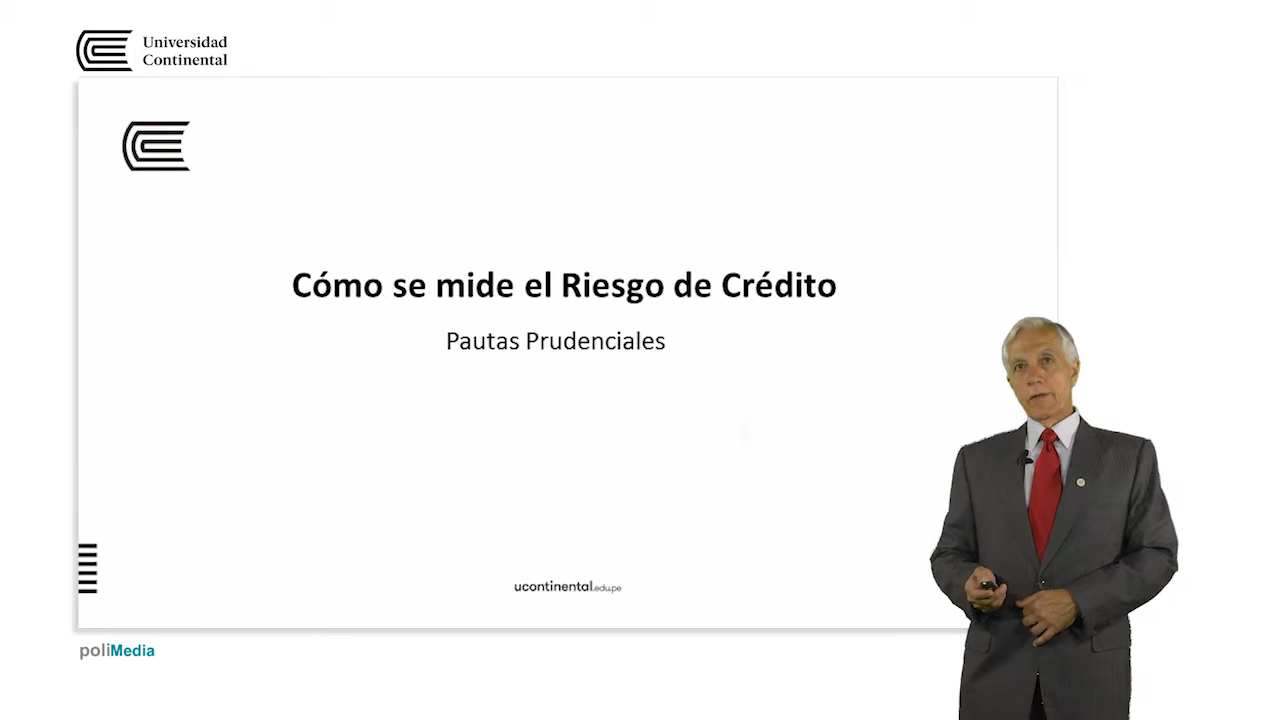 Universidad
Continental
Cómo se mide el Riesgo de Crédito
Pautas Prudenciales
ucontinental.edu.pe
poliMedia